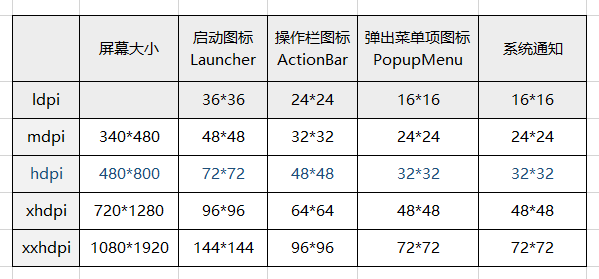 屏幕大小 启动图标 操作栏图标 弹出菜单项图标 系统通知
Launcher ActionBar PopupMenu
ldpi 36*36 24*24 16*16 16*16
mdpi 340*480 48*48 32*32 24*24 24*24
hdpi 480*800 72*72 48*48 32*32 32*32
xhdpi 720*1280 96*96 64*64 48*48 48*48
xxhdpi 1080*1920 144*144 96*96 72*72 72*72